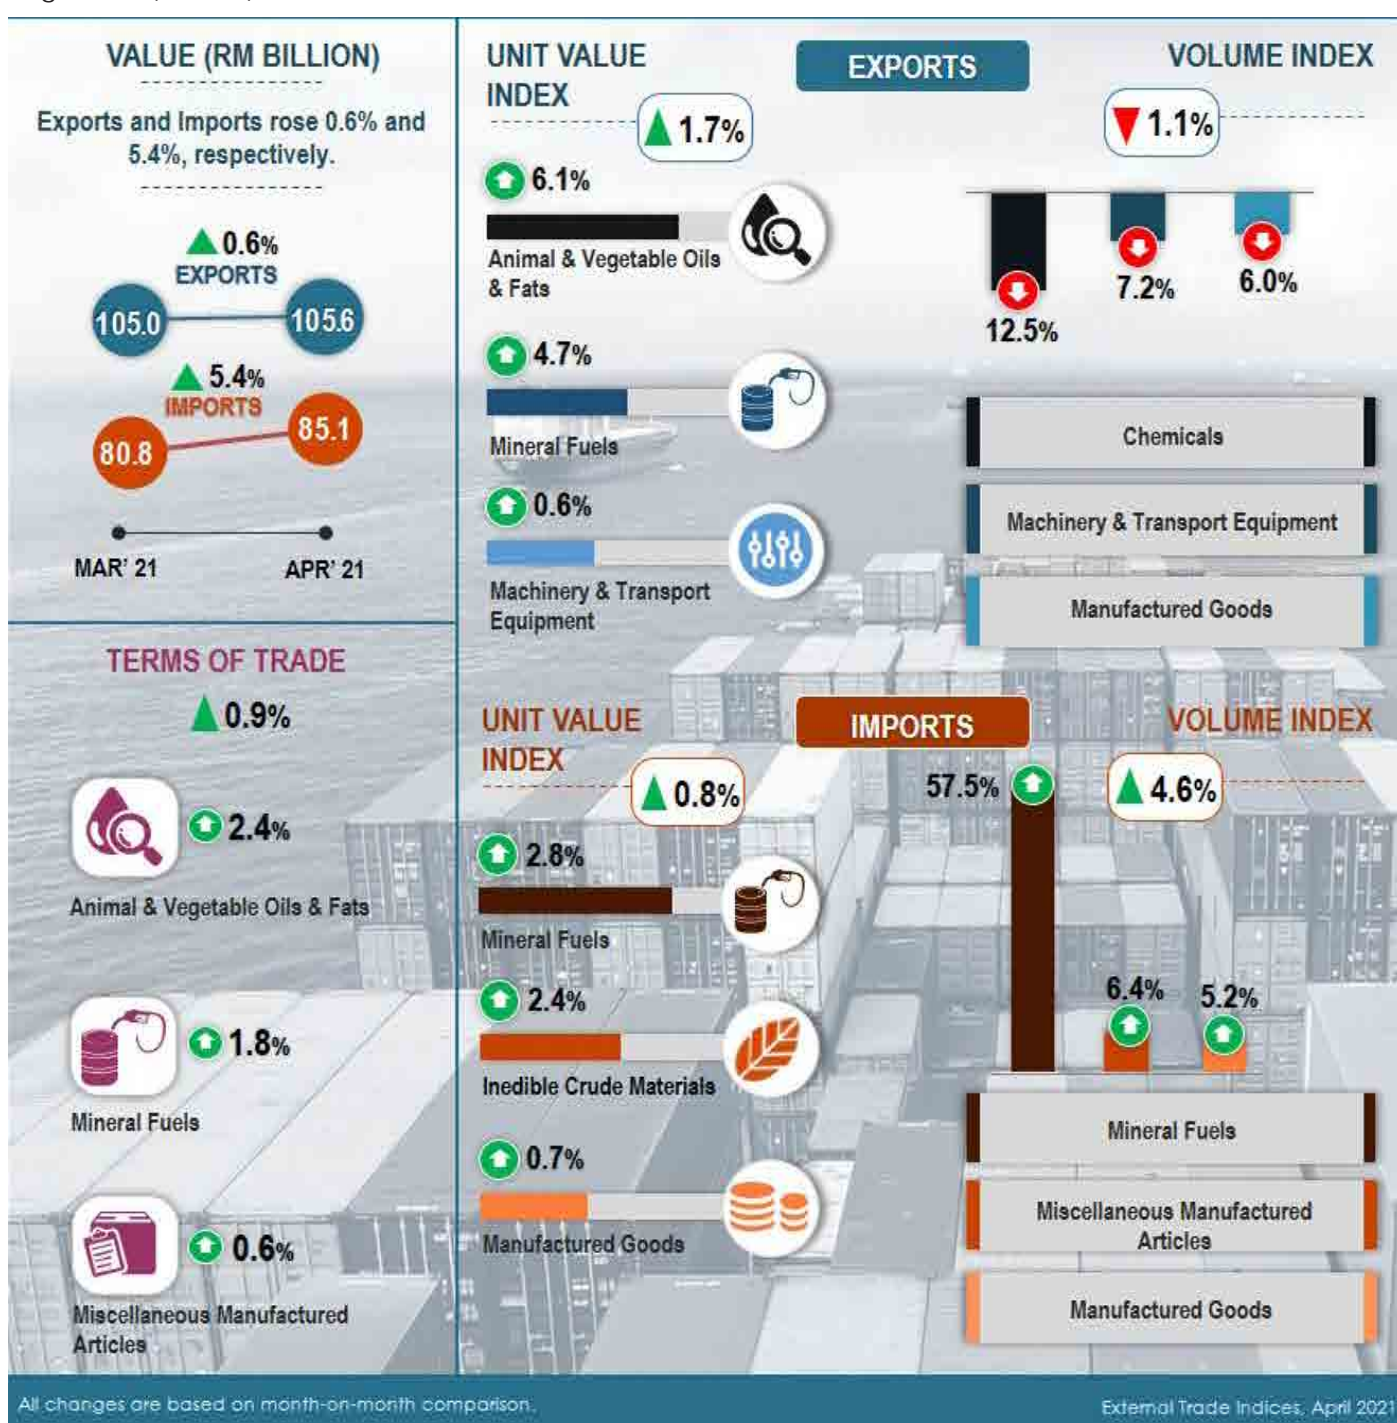 VALUE (RM BILLION)
Exports and Imports rose 0.6% and
5.4%, respectively.
0.6%
EXPORTS
105.0
105.6
5.4%
IMPORTS
80.8
85.1
MAR' 21
APR' 21
TERMS OF TRADE
0.9%
2.4%
Animal & Vegetable Oils & Fats
1.8%
Mineral Fuels
0.6%
Miscellaneous Manufactured
Articles
EXPORTS
UNIT VALUE
INDEX
1.7%
6.1%
Animal & Vegetable Oils
& Fats
4.7%
Mineral Fuels
0.6%
Machinery & Transport
Equipment
VOLUME INDEX
1.1%
12.5%
7.2%
6.0%
Chemicals
Machinery & Transport Equipment
Manufactured Goods
IMPORTS
UNIT VALUE
INDEX
0.8%
2.8%
Mineral Fuels
2.4%
Inedible Crude Materials
0.7%
Manufactured Goods
VOLUME INDEX
4.6%
57.5%
6.4%
5.2%
Mineral Fuels
Miscellaneous Manufactured
Articles
Manufactured Goods
All changes are based on month-on-month comparison.
External Trade Indices, April 2021